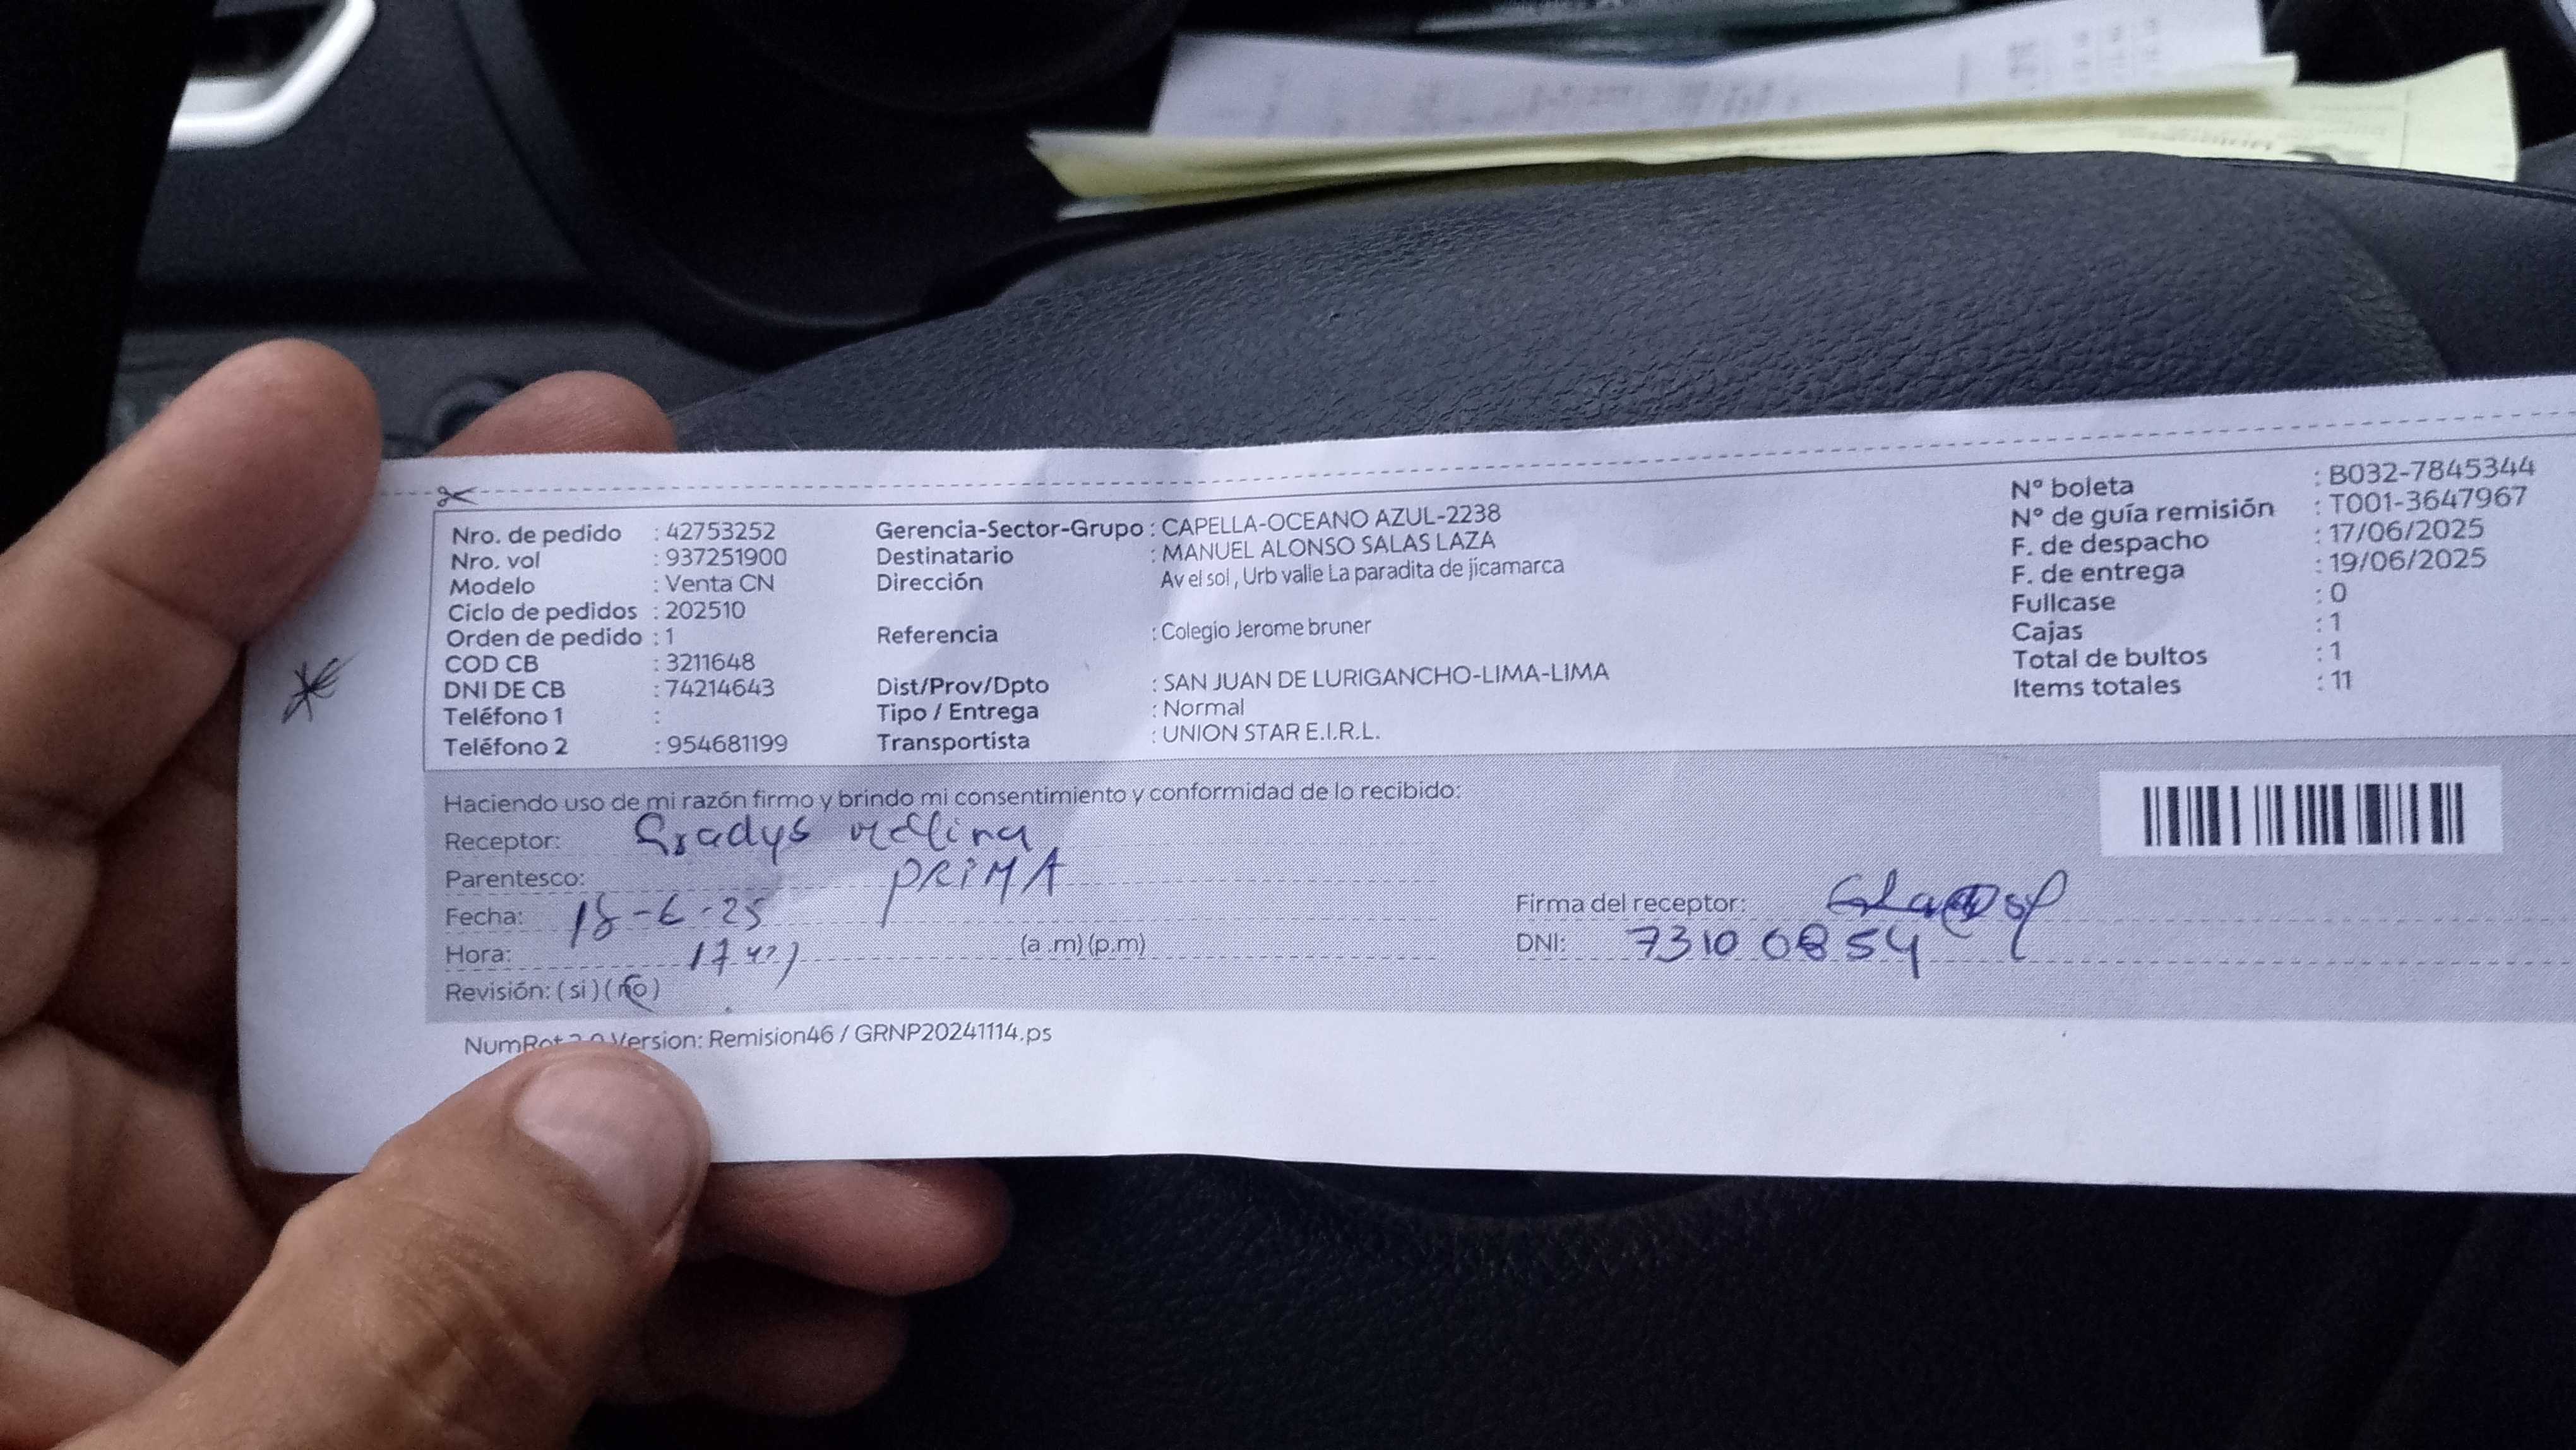 Nro. de pedido : 42753252
Nro. vol : 937251900
Modelo : Venta CN
Ciclo de pedidos : 202510
Orden de pedido : 1
COD CB : 3211648
DNI DE CB : 74214643
Teléfono 1 :
Teléfono 2 : 954681199
Gerencia-Sector-Grupo : CAPELLA-OCEANO AZUL-2238
Destinatario : MANUEL ALONSO SALAS LAZA
Dirección Av el sol , Urb valle La paradita de jicamarca
Referencia : Colegio Jerome bruner
Dist/Prov/Dpto : SAN JUAN DE LURIGANCHO-LIMA-LIMA
Tipo / Entrega : Normal
Transportista : UNION STAR E.I.R.L.
N° boleta : B032-7845344
N° de guía remisión : T001-3647967
F. de despacho : 17/06/2025
F. de entrega : 19/06/2025
Fullcase : 0
Cajas : 1
Total de bultos : 1
Items totales : 11
Haciendo uso de mi razón firmo y brindo mi consentimiento y conformidad de lo recibido:
Receptor: Gradys
Parentesco: PRIMA
Fecha: 18-6-25
Hora: (a.m) (p.m)
Revisión: (si) (no)
Firma del receptor:
DNI: 73100854
Version: Remision46 / GRNP20241114.ps